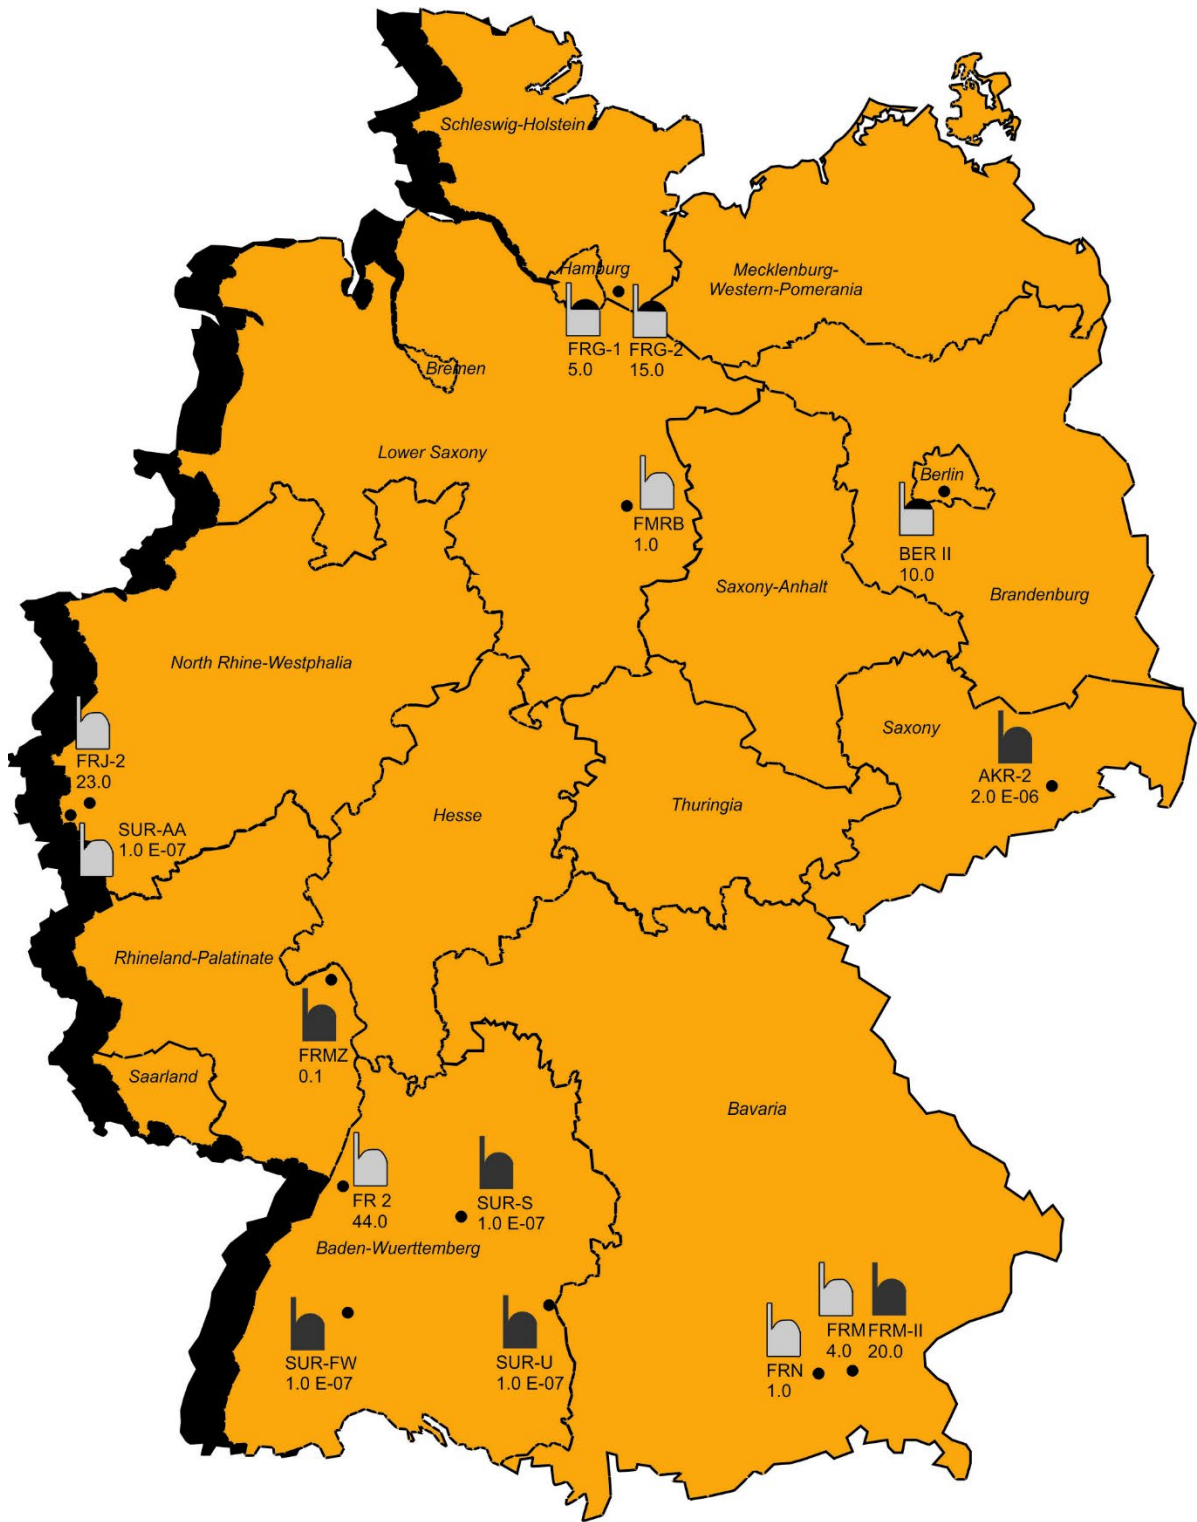 Schleswig-Holstein
Hamburg
Mecklenburg-
Western-Pomerania
FRG-1
5.0
FRG-2
15.0
Bremen
Lower Saxony
FMRB
1.0
Berlin
BER II
10.0
Saxony-Anhalt
Brandenburg
North Rhine-Westphalia
FRJ-2
23.0
SUR-AA
1.0 E-07
Hesse
Thuringia
Saxony
AKR-2
2.0 E-06
Rhineland-Palatinate
FRMZ
0.1
Saarland
Bavaria
FR 2
44.0
SUR-S
1.0 E-07
Baden-Wuerttemberg
SUR-FW
1.0 E-07
SUR-U
1.0 E-07
FRM
4.0
FRM-II
20.0
FRN
1.0